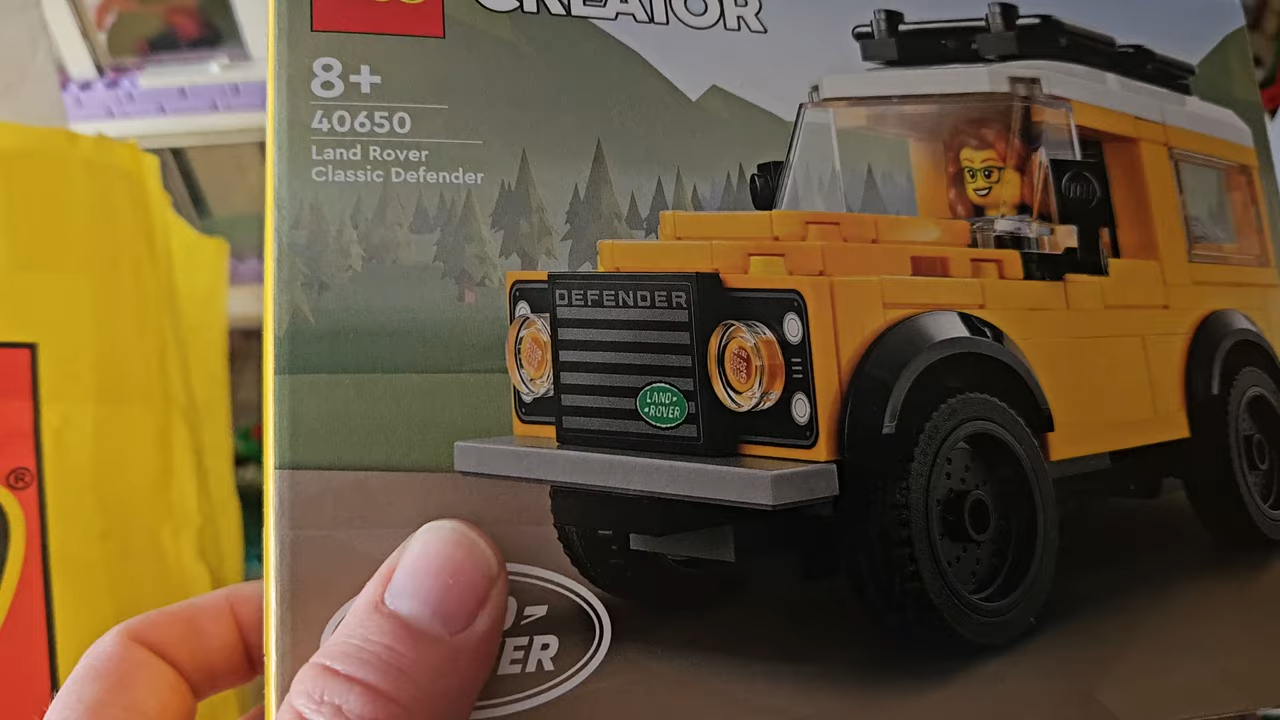 CREATOR
8+
40650
Land Rover
Classic Defender
DEFENDER
LAND-
-ROVER
®